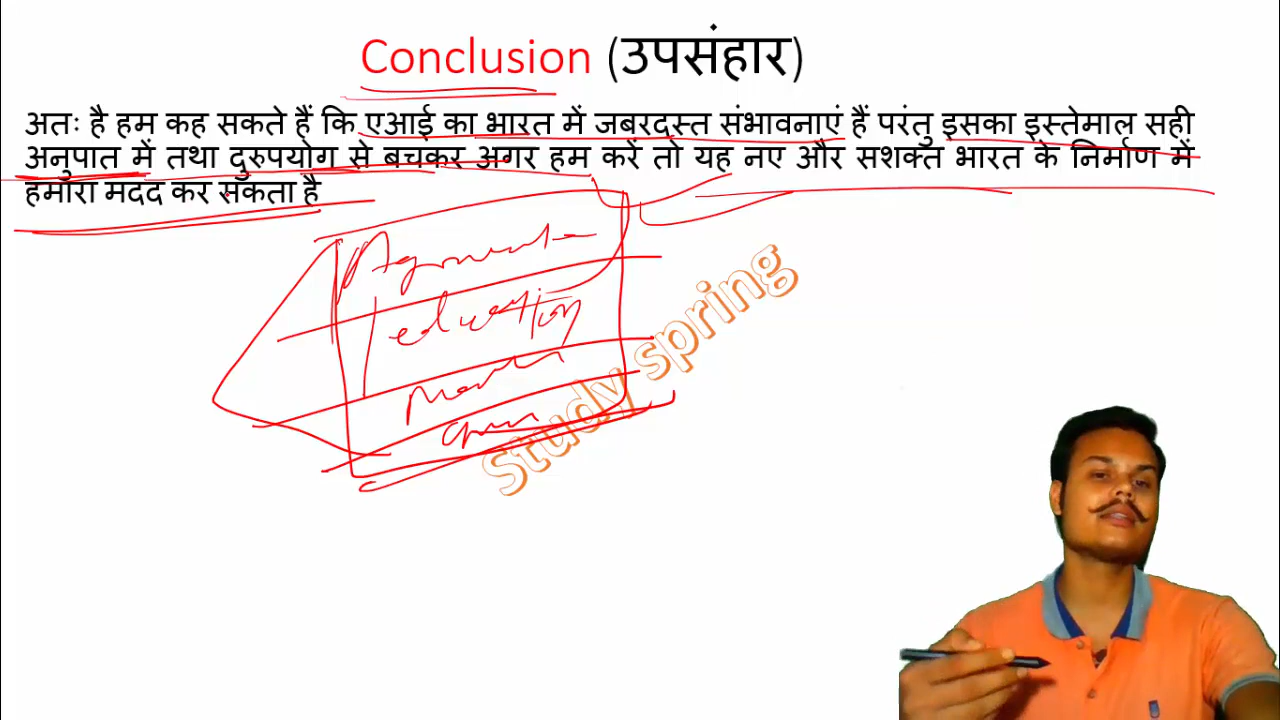 Conclusion (उपसंहार)
अतः है हम कह सकते हैं कि एआई का भारत में जबरदस्त संभावनाएं हैं परंतु इसका इस्तेमाल सही
अनुपात में तथा दुरुपयोग से बचकर अगर हम करें तो यह नए और सशक्त भारत के निर्माण में
हमारा मदद कर सकता है
education
study spring